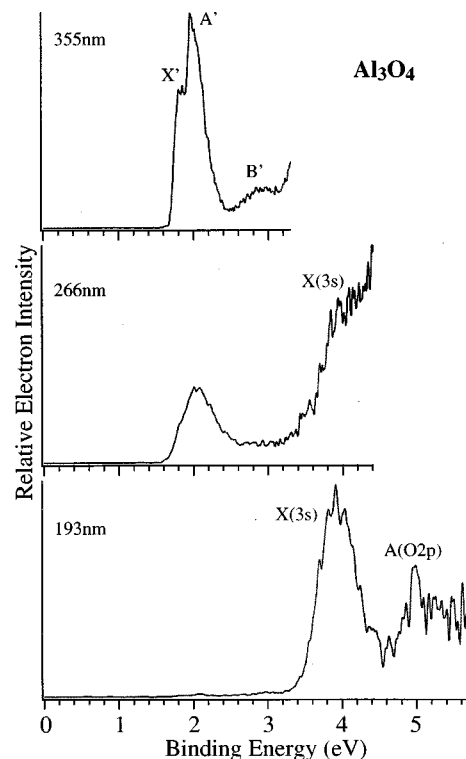 355nm
A'
X'
Al3O4
B'
Relative Electron Intensity
266nm
X(3s)
193nm
X(3s)
A(O2p)
0 1 2 3 4 5
Binding Energy (eV)